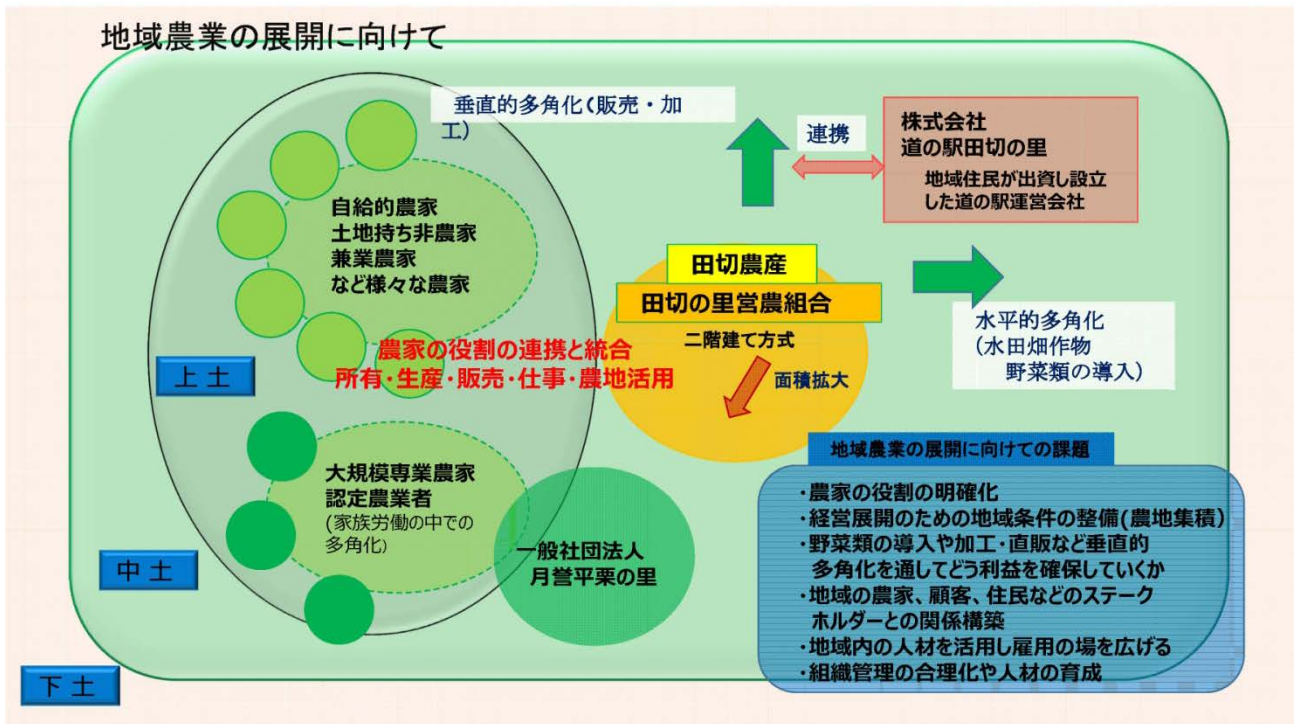 地域農業の展開に向けて
垂直的多角化(販売・加
工)
連携
株式会社
道の駅田切の里
地域住民が出資し設立
した道の駅運営会社
自給的農家
土地持ち非農家
兼業農家
など様々な農家
田切農産
田切の里営農組合
二階建て方式
面積拡大
水平的多角化
(水田畑作物
野菜類の導入)
農家の役割の連携と統合
所有・生産・販売・仕事・農地活用
上土
大規模専業農家
認定農業者
(家族労働の中での
多角化)
一般社団法人
月誉平栗の里
中土
下土
地域農業の展開に向けての課題
・農家の役割の明確化
・経営展開のための地域条件の整備(農地集積)
・野菜類の導入や加工・直販など垂直的
多角化を通してどう利益を確保していくか
・地域の農家、顧客、住民などのステーク
ホルダーとの関係構築
・地域内の人材を活用し雇用の場を広げる
・組織管理の合理化や人材の育成